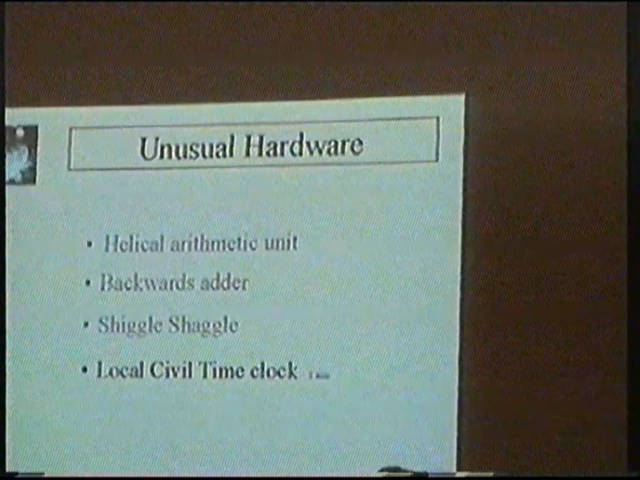 Unusual Hardware
• Helical arithmetic unit
• Backwards adder
• Shiggle Shaggle
• Local Civil Time clock